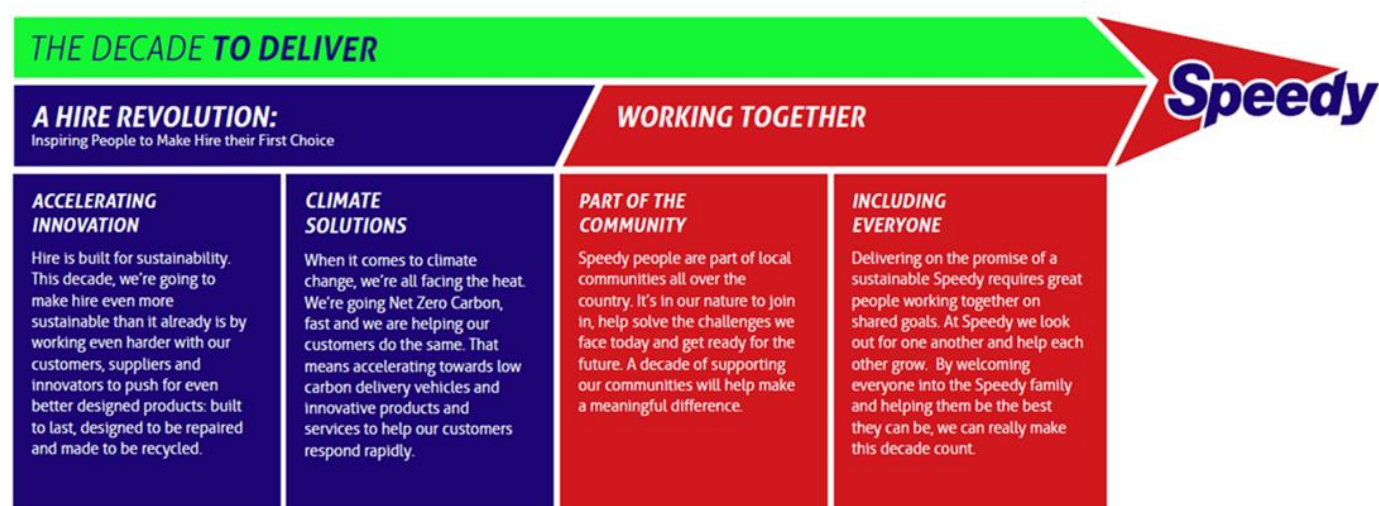 THE DECADE TO DELIVER
Speedy
A HIRE REVOLUTION:
Inspiring People to Make Hire their First Choice
WORKING TOGETHER
ACCELERATING
INNOVATION
Hire is built for sustainability.
This decade, we're going to
make hire even more
sustainable than it already is by
working even harder with our
customers, suppliers and
innovators to push for even
better designed products: built
to last, designed to be repaired
and made to be recycled.
CLIMATE
SOLUTIONS
When it comes to climate
change, we're all facing the heat.
We're going Net Zero Carbon,
fast and we are helping our
customers do the same. That
means accelerating towards low
carbon delivery vehicles and
innovative products and
services to help our customers
respond rapidly.
PART OF THE
COMMUNITY
Speedy people are part of local
communities all over the
country. It's in our nature to join
in, help solve the challenges we
face today and get ready for the
future. A decade of supporting
our communities will help make
a meaningful difference.
INCLUDING
EVERYONE
Delivering on the promise of a
sustainable Speedy requires great
people working together on
shared goals. At Speedy we look
out for one another and help each
other grow. By welcoming
everyone into the Speedy family
and helping them be the best
they can be, we can really make
this decade count.